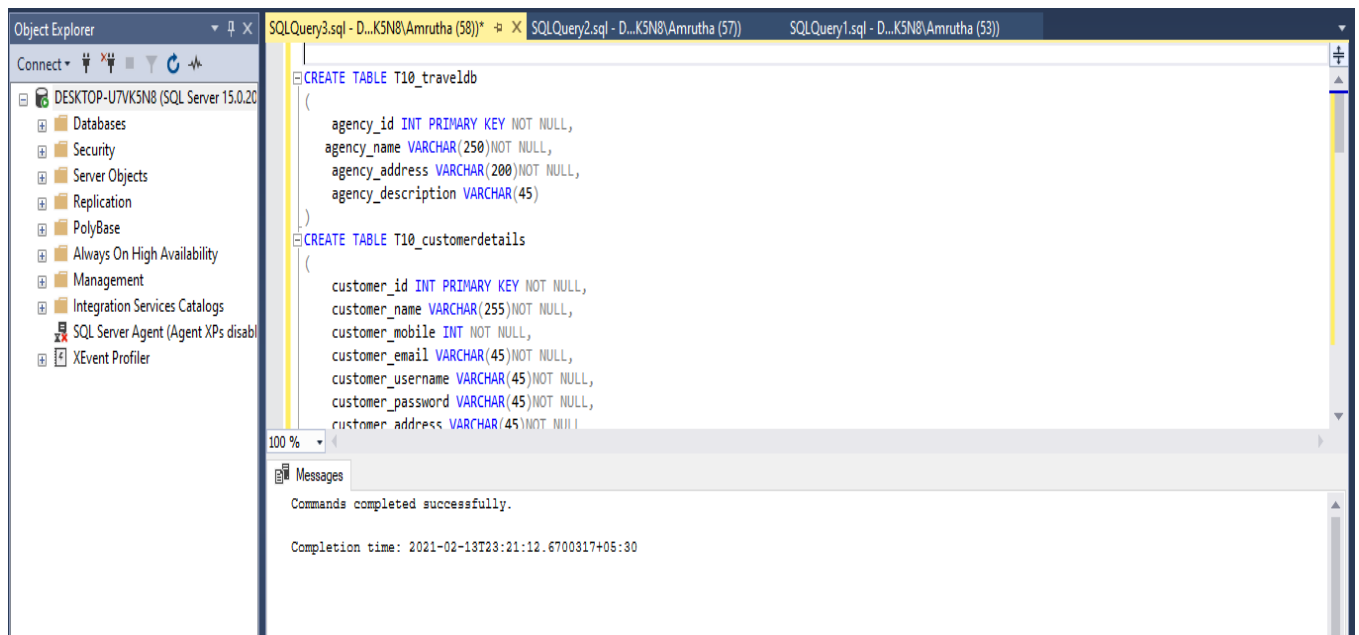 Object Explorer
Connect
DESKTOP-U7VK5N8 (SQL Server 15.0.20
Databases
Security
Server Objects
Replication
PolyBase
Always On High Availability
Management
Integration Services Catalogs
SQL Server Agent (Agent XPs disabl
XEvent Profiler
SQLQuery3.sql - D...K5N8\Amrutha (58))* SQLQuery2.sql - D...K5N8\Amrutha (57)) SQLQuery1.sql - D...K5N8\Amrutha (53))
CREATE TABLE T10_traveldb
(
agency_id INT PRIMARY KEY NOT NULL,
agency_name VARCHAR(250)NOT NULL,
agency_address VARCHAR(200)NOT NULL,
agency_description VARCHAR(45)
)
CREATE TABLE T10_customerdetails
(
customer_id INT PRIMARY KEY NOT NULL,
customer_name VARCHAR(255)NOT NULL,
customer_mobile INT NOT NULL,
customer_email VARCHAR(45)NOT NULL,
customer_username VARCHAR(45)NOT NULL,
customer_password VARCHAR(45)NOT NULL,
customer_address VARCHAR(45)NOT NULL
100 %
Messages
Commands completed successfully.
Completion time: 2021-02-13T23:21:12.6700317+05:30